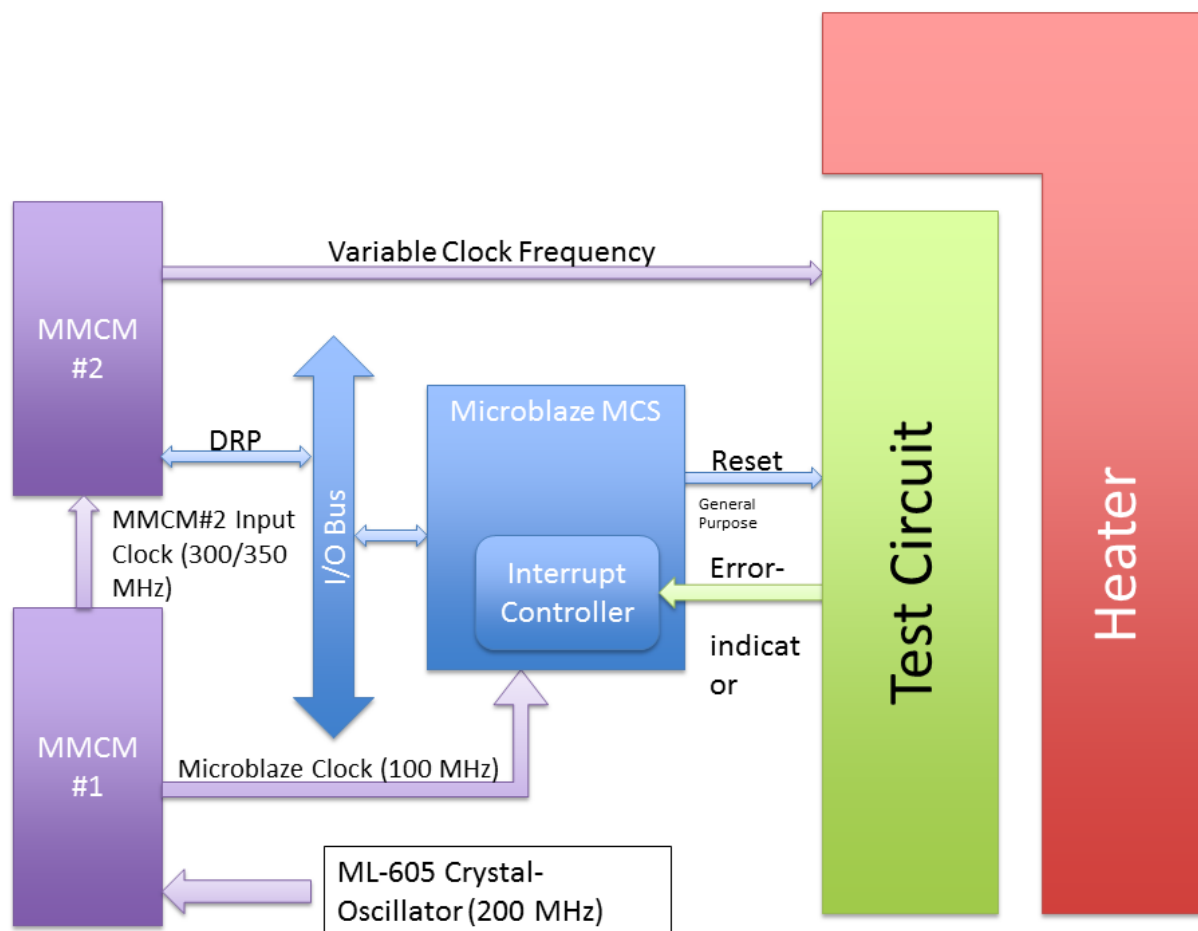 Variable Clock Frequency
MMCM
#2
Microblaze MCS
DRP
Reset
General
Purpose
MMCM#2 Input
Clock (300/350
MHz)
I/O Bus
Interrupt
Controller
Error-
indicat
or
Test Circuit
Heater
MMCM
#1
Microblaze Clock (100 MHz)
ML-605 Crystal-
Oscillator (200 MHz)